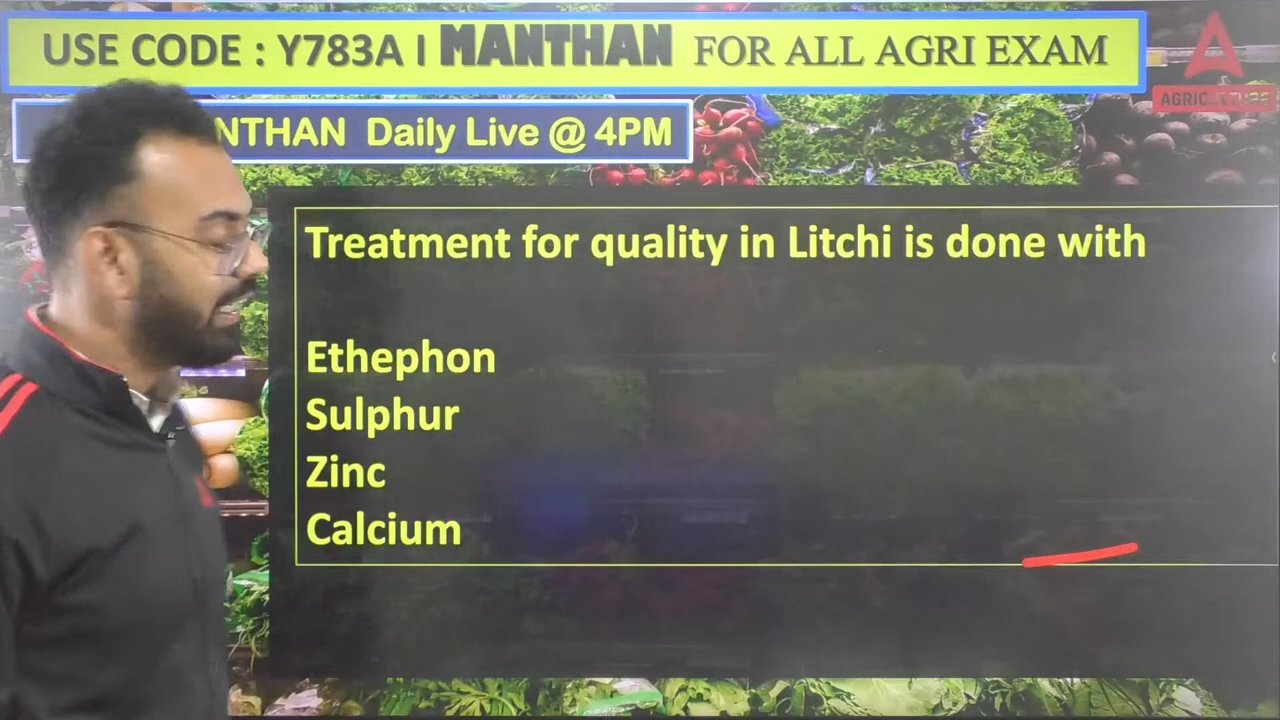 USE CODE : Y783A I MANTHAN FOR ALL AGRI EXAM
NTHAN Daily Live @ 4PM
AGRICULTURE
Treatment for quality in Litchi is done with
Ethephon
Sulphur
Zinc
Calcium